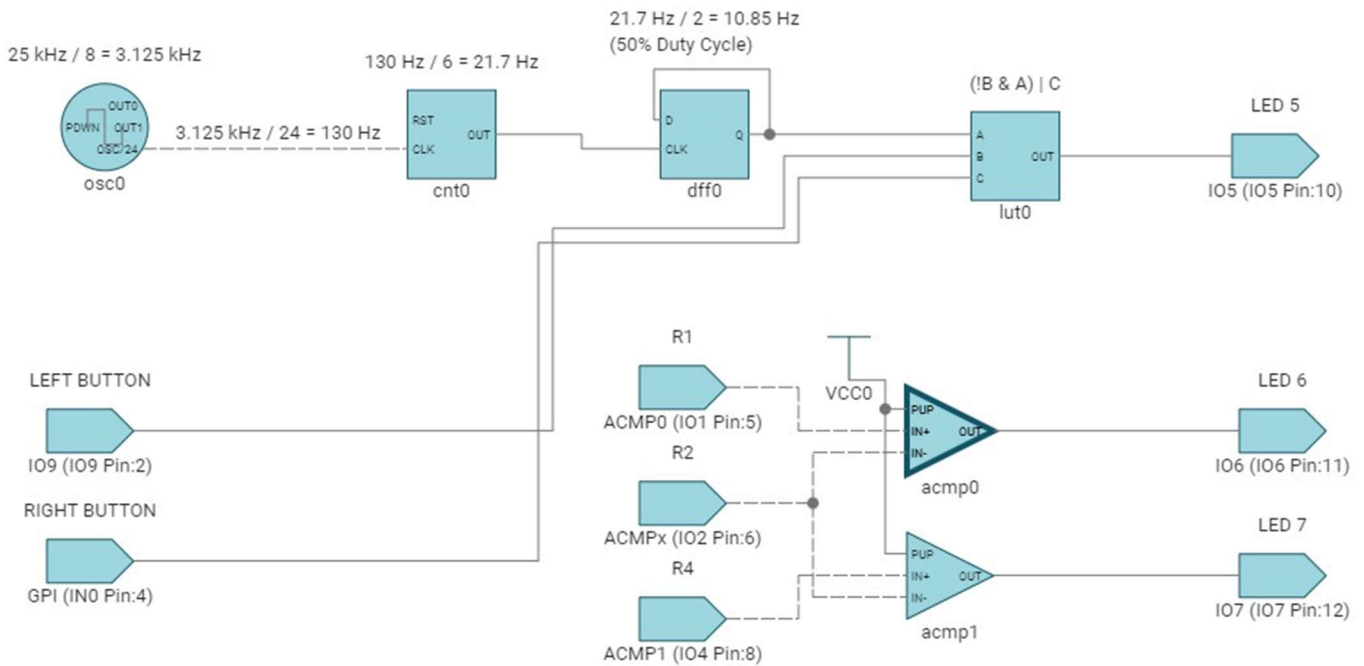 21.7 Hz / 2 = 10.85 Hz
(50% Duty Cycle)
25 kHz / 8 = 3.125 kHz
130 Hz / 6 = 21.7 Hz
(!B & A) | C
LED 5
OUT0
PDWN
OUT1
OSC/24
osc0
3.125 kHz / 24 = 130 Hz
RST
OUT
CLK
cnt0
D
Q
CLK
dff0
A
B
OUT
C
lut0
IO5 (IO5 Pin:10)
LEFT BUTTON
IO9 (IO9 Pin:2)
RIGHT BUTTON
GPI (IN0 Pin:4)
R1
ACMP0 (IO1 Pin:5)
R2
ACMPx (IO2 Pin:6)
R4
ACMP1 (IO4 Pin:8)
VCC0
PUP
IN+
OUT
IN-
acmp0
LED 6
IO6 (IO6 Pin:11)
PUP
IN+
OUT
IN-
acmp1
LED 7
IO7 (IO7 Pin:12)